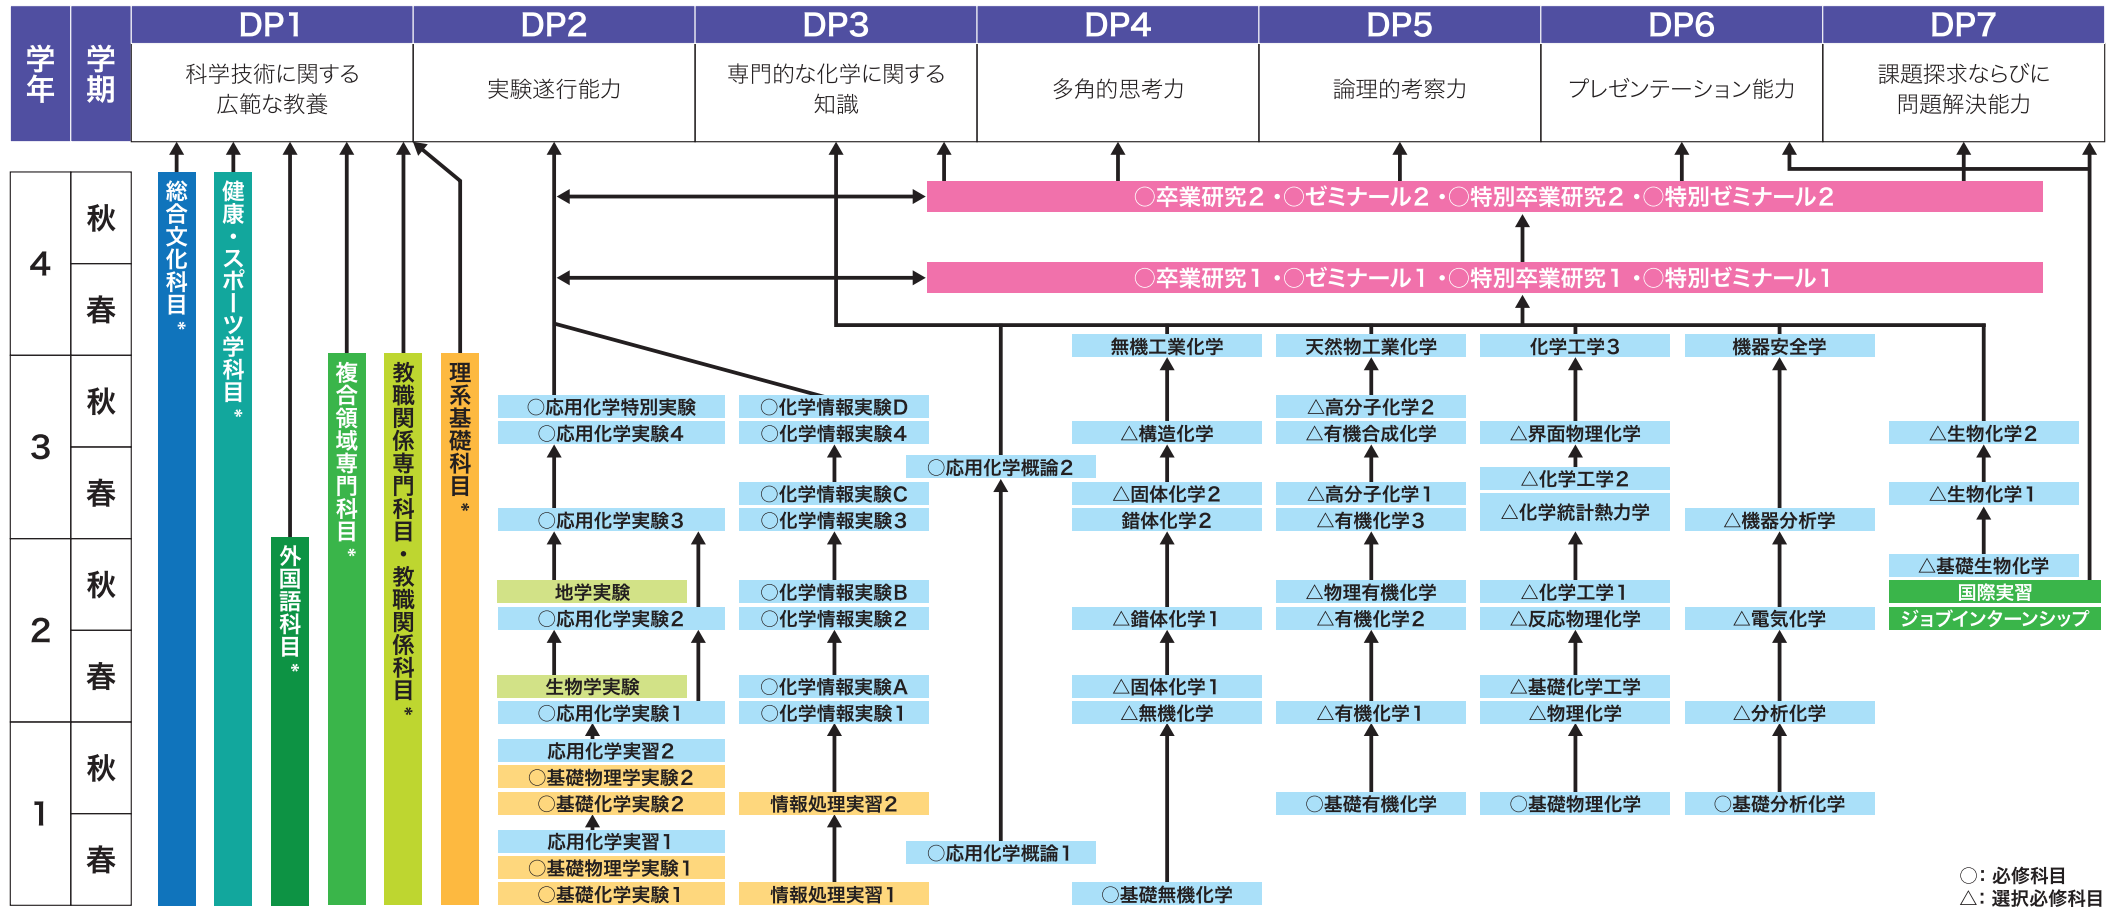 学年
学期
DP1
DP2
DP3
DP4
DP5
DP6
DP7
科学技術に関する
広範な教養
実験遂行能力
専門的な化学に関する
知識
多角的思考力
論理的考察力
プレゼンテーション能力
課題探求ならびに
問題解決能力
4
秋
春
3
秋
春
2
秋
春
1
秋
春
総合文化科目*
健康・スポーツ学科目*
外国語科目*
複合領域専門科目*
教職関係専門科目・教職関係科目*
理系基礎科目*
○卒業研究2・○ゼミナール2・○特別卒業研究2・○特別ゼミナール2
○卒業研究1・○ゼミナール1・○特別卒業研究1・○特別ゼミナール1
○応用化学特別実験
○応用化学実験4
○応用化学実験3
地学実験
○応用化学実験2
生物学実験
○応用化学実験1
応用化学実習2
○基礎物理学実験2
○基礎化学実験2
応用化学実習1
○基礎物理学実験1
○基礎化学実験1
○化学情報実験D
○化学情報実験4
○化学情報実験C
○化学情報実験3
○化学情報実験B
○化学情報実験2
○化学情報実験A
○化学情報実験1
情報処理実習2
情報処理実習1
○応用化学概論2
○応用化学概論1
無機工業化学
△構造化学
△固体化学2
錯体化学2
△錯体化学1
△固体化学1
△無機化学
○基礎無機化学
天然物工業化学
△高分子化学2
△有機合成化学
△高分子化学1
△有機化学3
△物理有機化学
△有機化学2
△有機化学1
○基礎有機化学
化学工学3
△界面物理化学
△化学工学2
△化学統計熱力学
△化学工学1
△反応物理化学
△基礎化学工学
△物理化学
○基礎物理化学
機器安全学
△機器分析学
△電気化学
△分析化学
○基礎分析化学
△生物化学2
△生物化学1
△基礎生物化学
国際実習
ジョブインターンシップ
○：必修科目
△：選択必修科目